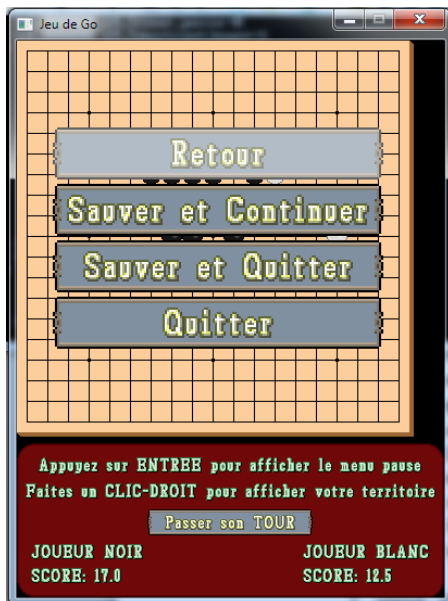 Jeu de Go
Retour
Sauver et Continuer
Sauver et Quitter
Quitter
Appuyez sur ENTREE pour afficher le menu pause
Faites un CLIC-DROIT pour afficher votre territoire
Passer son TOUR
JOUEUR NOIR
SCORE: 17.0
JOUEUR BLANC
SCORE: 12.5